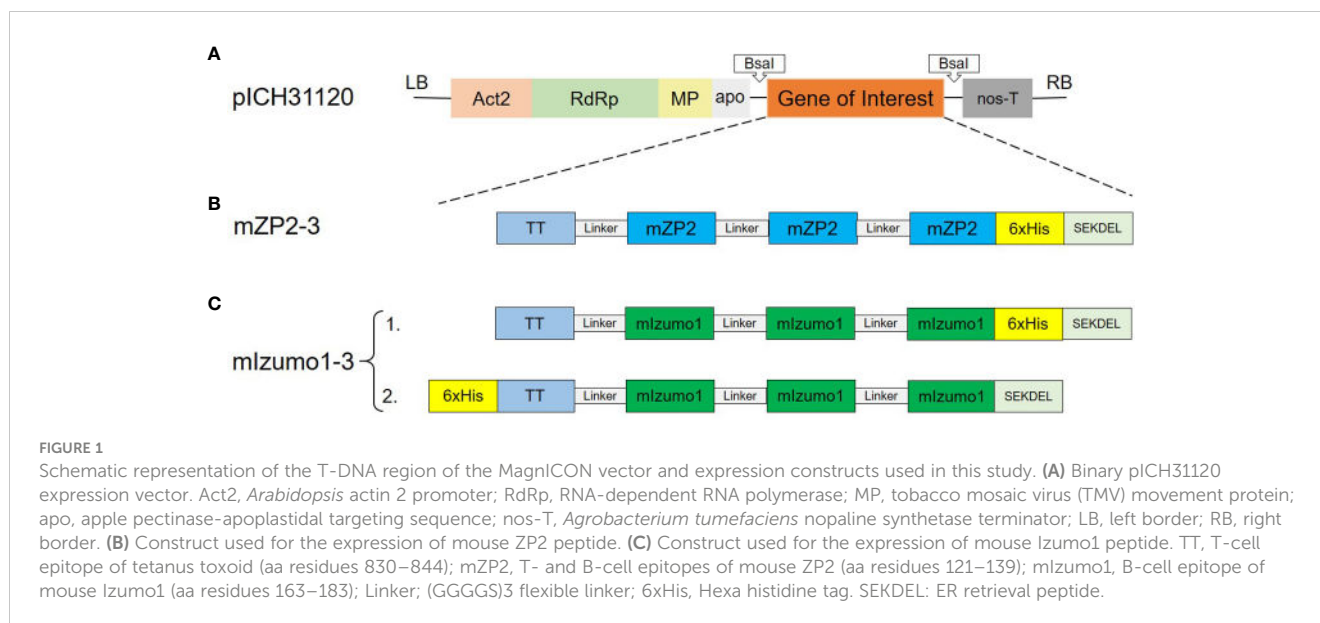 A
pICH31120
LB
Act2
RdRp
MP
apo
BsaI
Gene of Interest
BsaI
nos-T
RB
B
mZP2-3
TT
Linker
mZP2
Linker
mZP2
Linker
mZP2
6xHis
SEKDEL
C
mIzumo1-3
1.
TT
Linker
mIzumo1
Linker
mIzumo1
Linker
mIzumo1
6xHis
SEKDEL
2.
6xHis
TT
Linker
mIzumo1
Linker
mIzumo1
Linker
mIzumo1
SEKDEL
FIGURE 1
Schematic representation of the T-DNA region of the MagnICON vector and expression constructs used in this study. (A) Binary pICH31120
expression vector. Act2, Arabidopsis actin 2 promoter; RdRp, RNA-dependent RNA polymerase; MP, tobacco mosaic virus (TMV) movement protein;
apo, apple pectinase-apoplastidal targeting sequence; nos-T, Agrobacterium tumefaciens nopaline synthetase terminator; LB, left border; RB, right
border. (B) Construct used for the expression of mouse ZP2 peptide. (C) Construct used for the expression of mouse Izumo1 peptide. TT, T-cell
epitope of tetanus toxoid (aa residues 830–844); mZP2, T- and B-cell epitopes of mouse ZP2 (aa residues 121–139); mIzumo1, B-cell epitope of
mouse Izumo1 (aa residues 163–183); Linker; (GGGGS)3 flexible linker; 6xHis, Hexa histidine tag. SEKDEL: ER retrieval peptide.